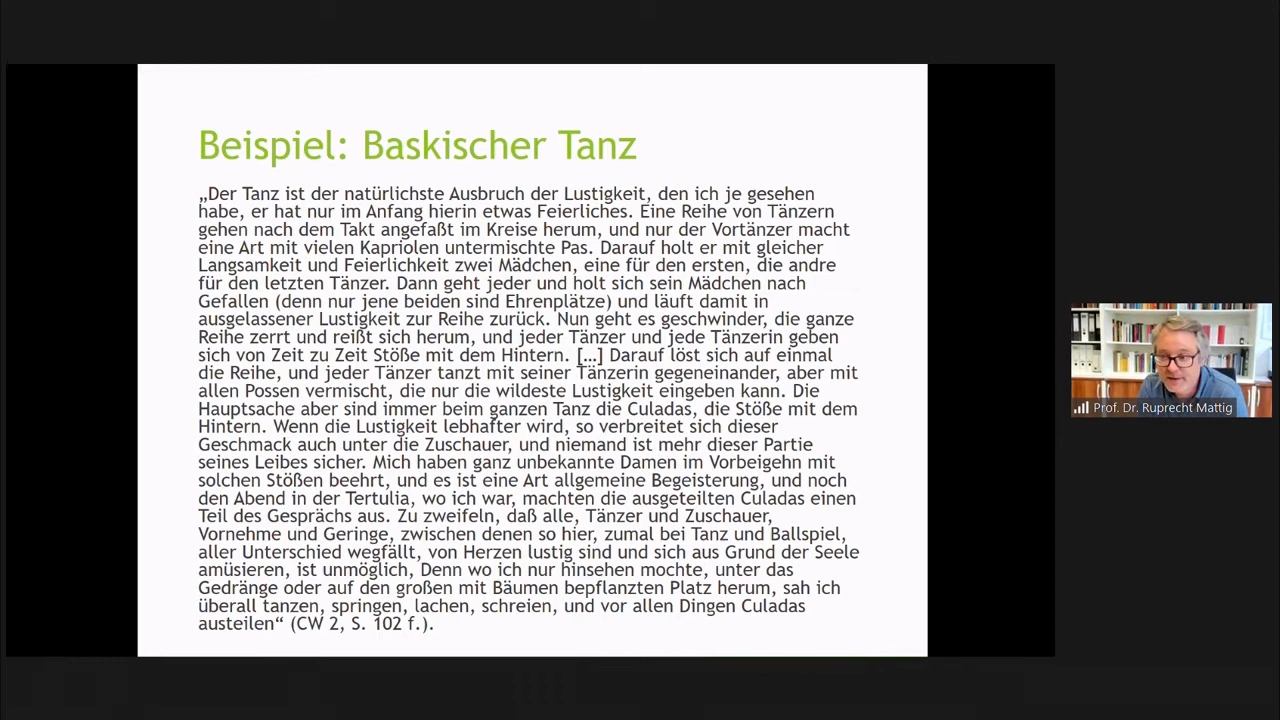 Beispiel: Baskischer Tanz
„Der Tanz ist der natürlichste Ausbruch der Lustigkeit, den ich je gesehen
habe, er hat nur im Anfang hierin etwas Feierliches. Eine Reihe von Tänzern
gehen nach dem Takt angefaßt im Kreise herum, und nur der Vortänzer macht
eine Art mit vielen Kapriolen untermischte Pas. Darauf holt er mit gleicher
Langsamkeit und Feierlichkeit zwei Mädchen, eine für den ersten, die andre
für den letzten Tänzer. Dann geht jeder und holt sich sein Mädchen nach
Gefallen (denn nur jene beiden sind Ehrenplätze) und läuft damit in
ausgelassener Lustigkeit zur Reihe zurück. Nun geht es geschwinder, die ganze
Reihe zerrt und reißt sich herum, und jeder Tänzer und jede Tänzerin geben
sich von Zeit zu Zeit Stöße mit dem Hintern. […] Darauf löst sich auf einmal
die Reihe, und jeder Tänzer tanzt mit seiner Tänzerin gegeneinander, aber mit
allen Possen vermischt, die nur die wildeste Lustigkeit eingeben kann. Die
Hauptsache aber sind immer beim ganzen Tanz die Culadas, die Stöße mit dem
Hintern. Wenn die Lustigkeit lebhafter wird, so verbreitet sich dieser
Geschmack auch unter die Zuschauer, und niemand ist mehr dieser Partie
seines Leibes sicher. Mich haben ganz unbekannte Damen im Vorbeigehn mit
solchen Stößen beehrt, und es ist eine Art allgemeine Begeisterung, und noch
den Abend in der Tertulia, wo ich war, machten die ausgeteilten Culadas einen
Teil des Gesprächs aus. Zu zweifeln, daß alle, Tänzer und Zuschauer,
Vornehme und Geringe, zwischen denen so hier, zumal bei Tanz und Ballspiel,
aller Unterschied wegfällt, von Herzen lustig sind und sich aus Grund der Seele
amüsieren, ist unmöglich, Denn wo ich nur hinsehen mochte, unter das
Gedränge oder auf den großen mit Bäumen bepflanzten Platz herum, sah ich
überall tanzen, springen, lachen, schreien, und vor allen Dingen Culadas
austeilen“ (CW 2, S. 102 f.).
Prof. Dr. Ruprecht Mattig